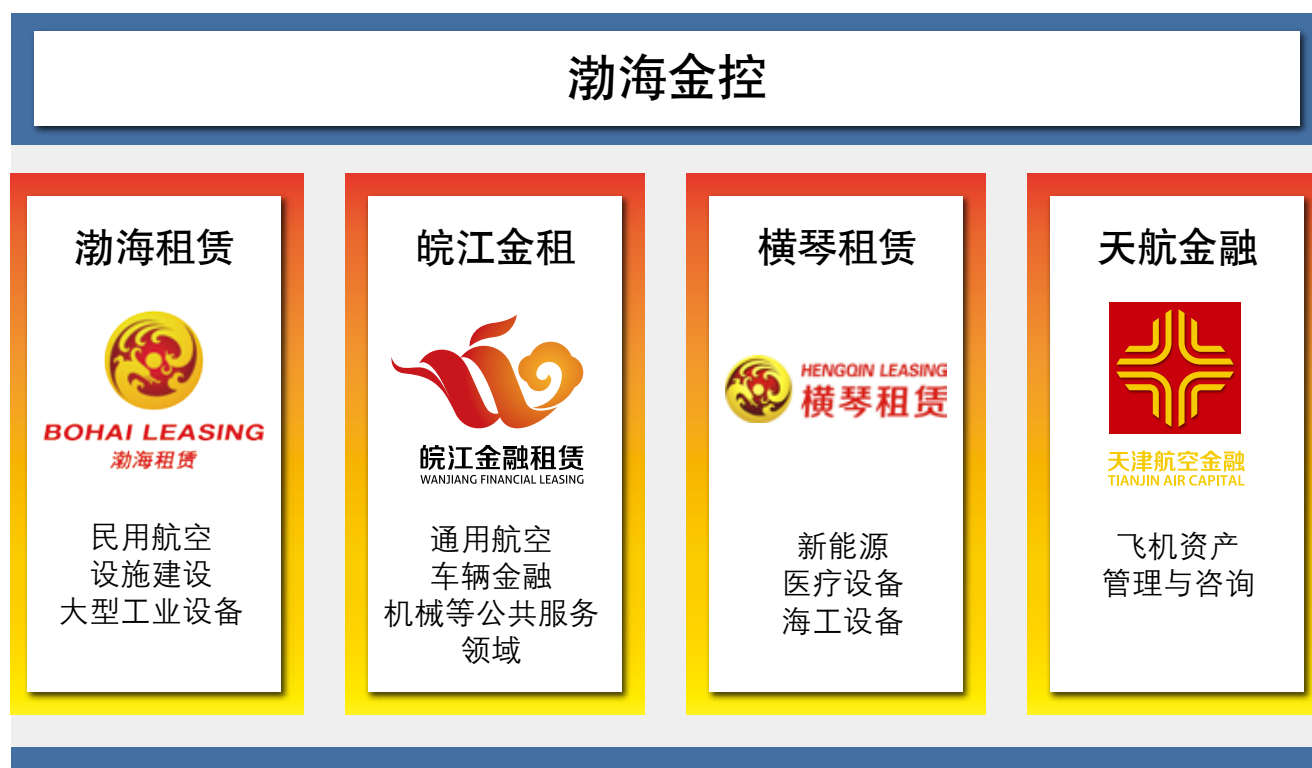 渤海金控
渤海租赁
BOHAI LEASING
渤海租赁
民用航空
设施建设
大型工业设备
皖江金租
皖江金融租赁
WANJIANG FINANCIAL LEASING
通用航空
车辆金融
机械等公共服务
领域
横琴租赁
HENGQIN LEASING
横琴租赁
新能源
医疗设备
海工设备
天航金融
天津航空金融
TIANJIN AIR CAPITAL
飞机资产
管理与咨询